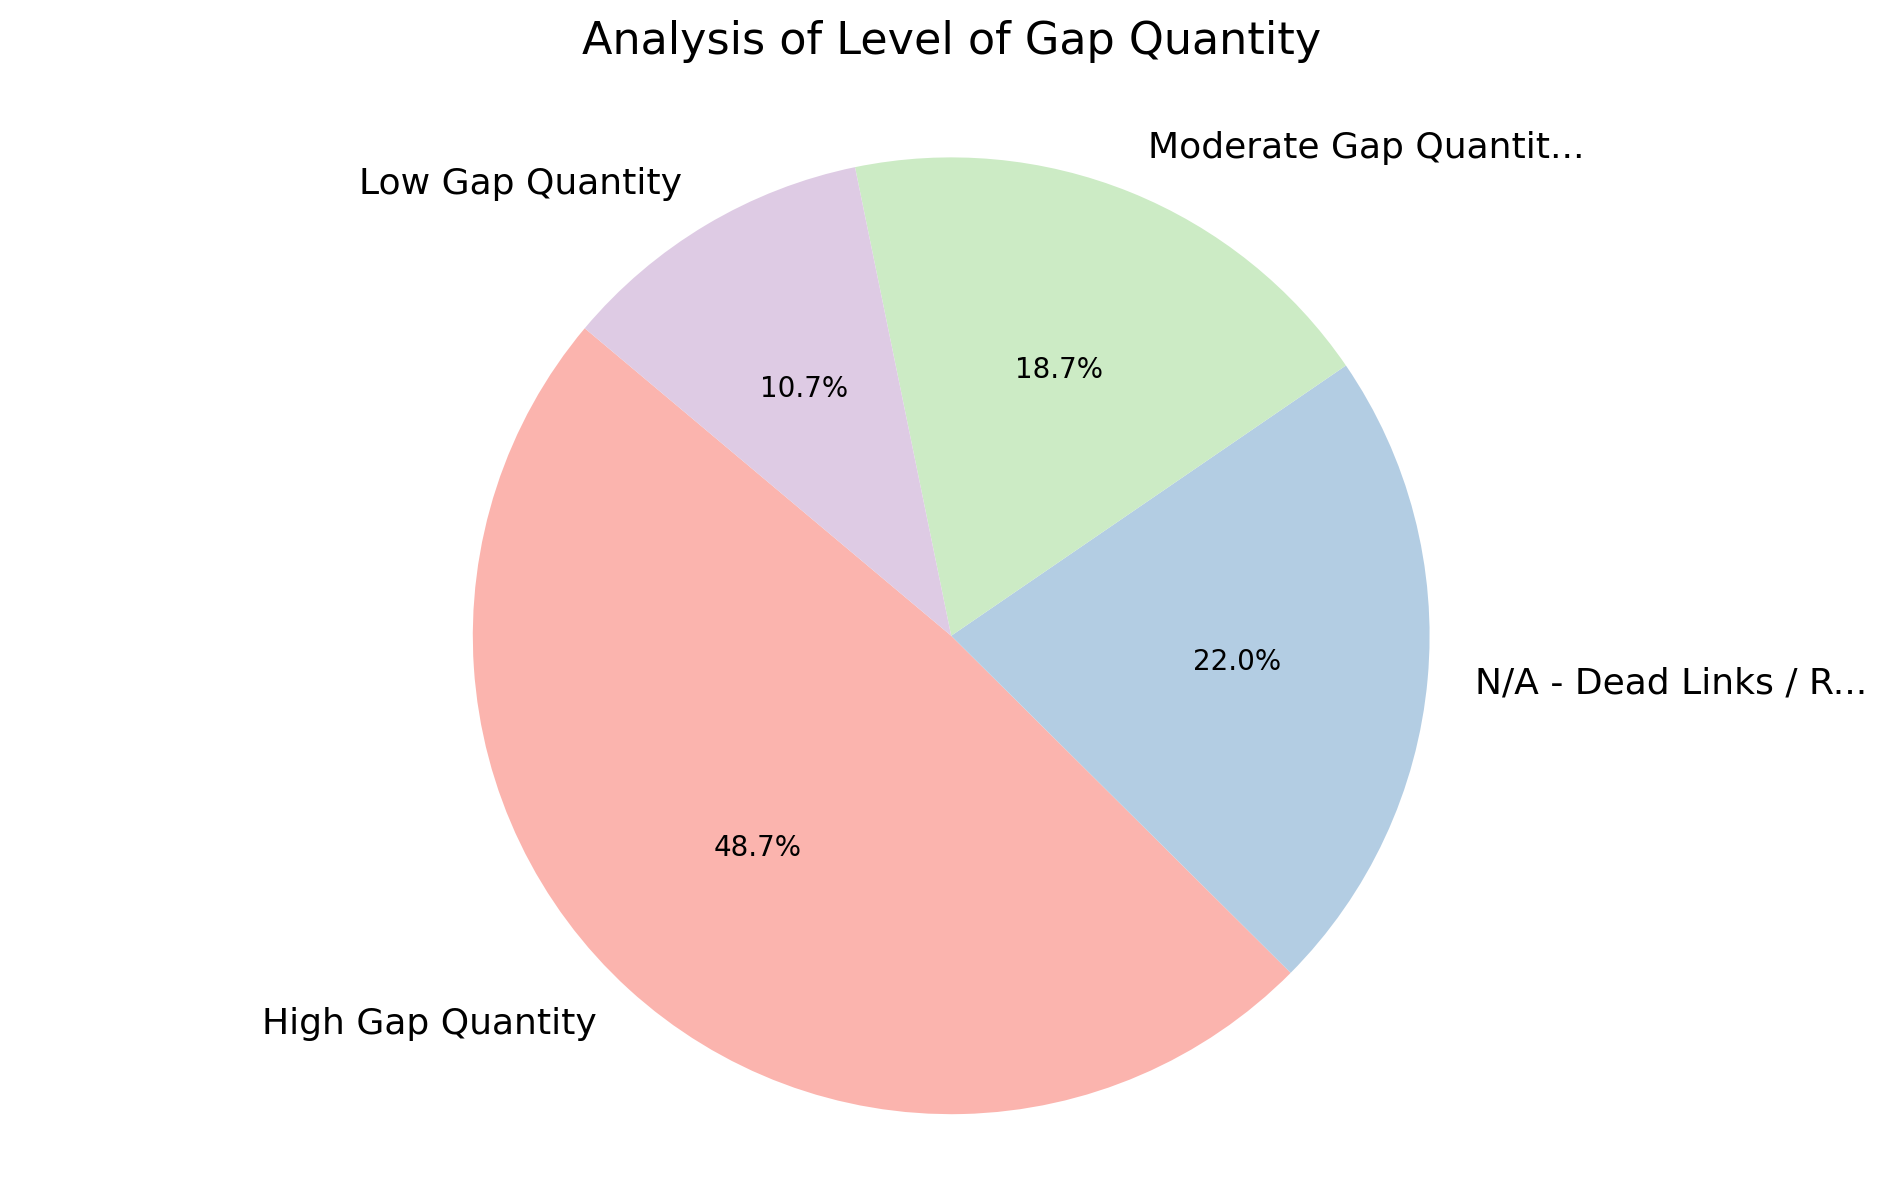 Analysis of Level of Gap Quantity
Moderate Gap Quantit...
Low Gap Quantity
18.7%
10.7%
22.0%
N/A - Dead Links / R...
48.7%
High Gap Quantity